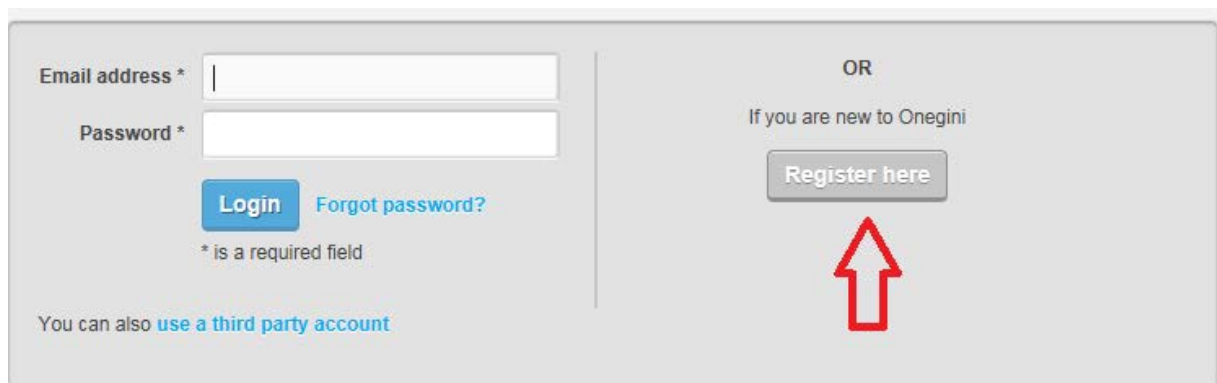 Email address *
Password *
Login Forgot password?
* is a required field
You can also use a third party account
OR
If you are new to Onegini
Register here